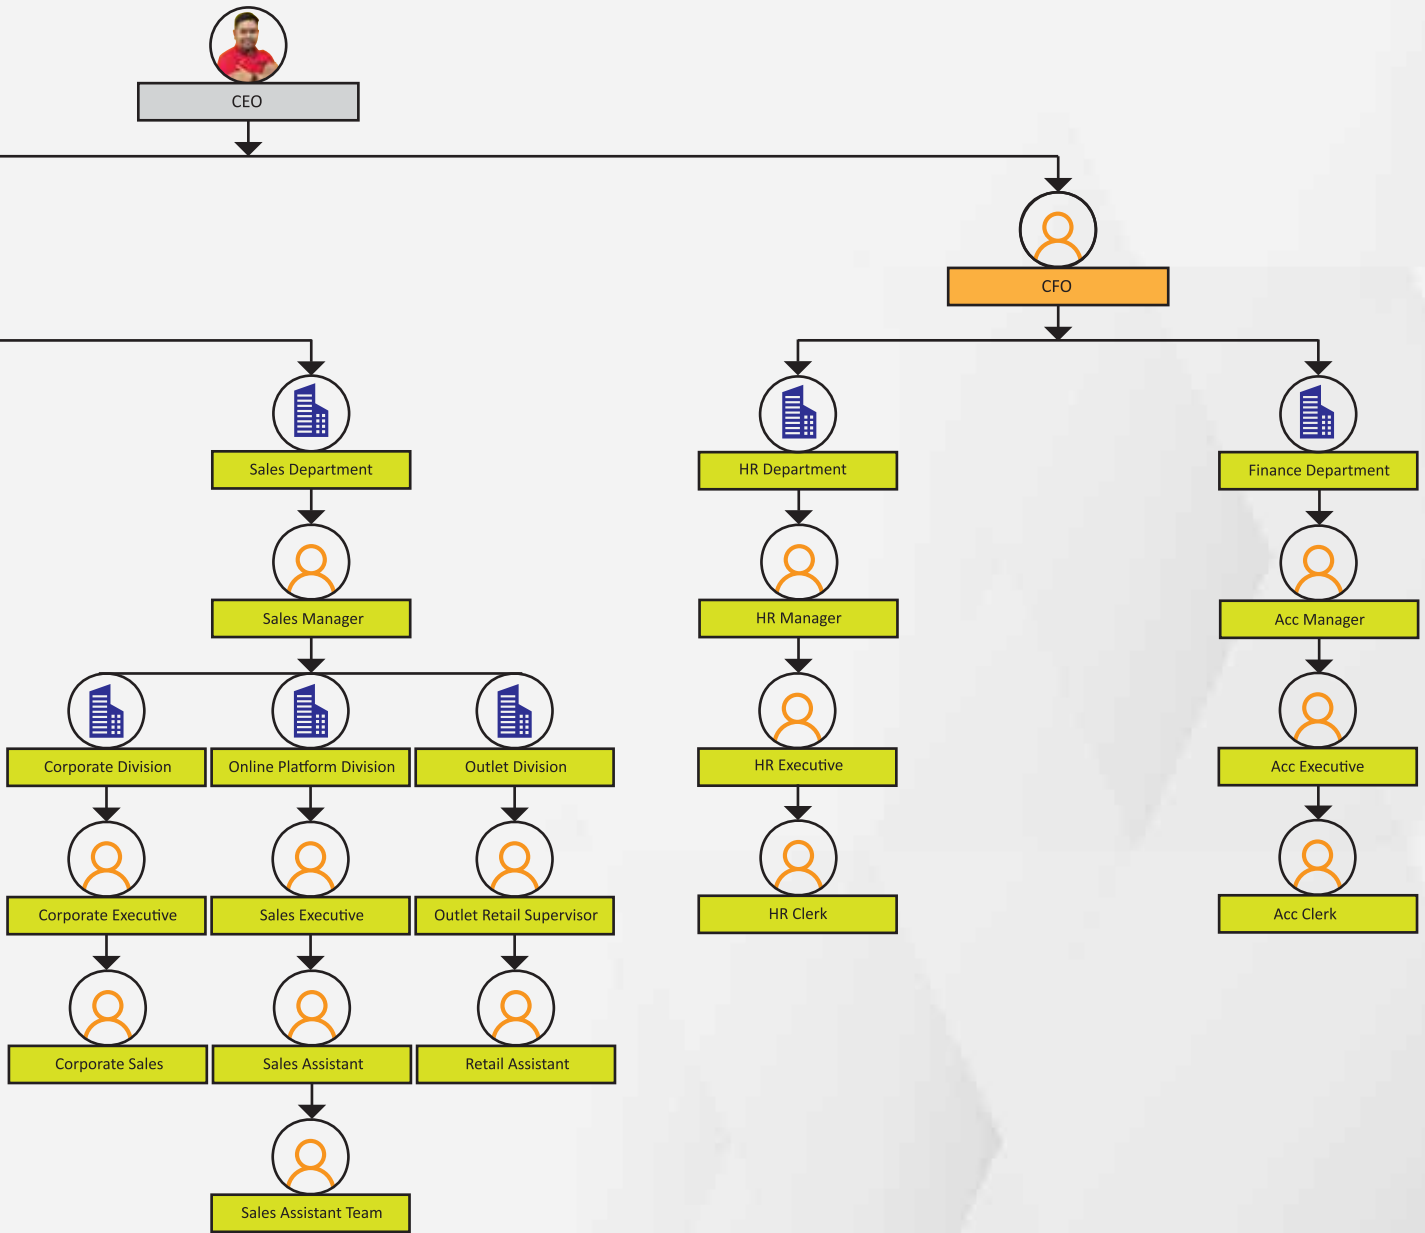 CEO
CFO
Sales Department
HR Department
Finance Department
Sales Manager
HR Manager
Acc Manager
Corporate Division
Online Platform Division
Outlet Division
HR Executive
Acc Executive
Corporate Executive
Sales Executive
Outlet Retail Supervisor
HR Clerk
Acc Clerk
Corporate Sales
Sales Assistant
Retail Assistant
Sales Assistant Team